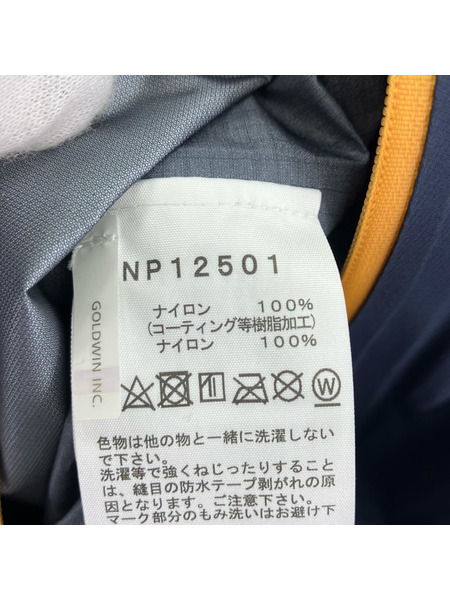 NP12501
GOLDWIN INC.
ナイロン 100%
(コーティング等樹脂加工)
ナイロン 100%
W
色物は他の物と一緒に洗濯しない
で下さい。
洗濯等で強くねじったりすること
は、縫目の防水テープ剥がれの原
因となります。ご注意下さい。
マーク部分のもみ洗いはお避け下